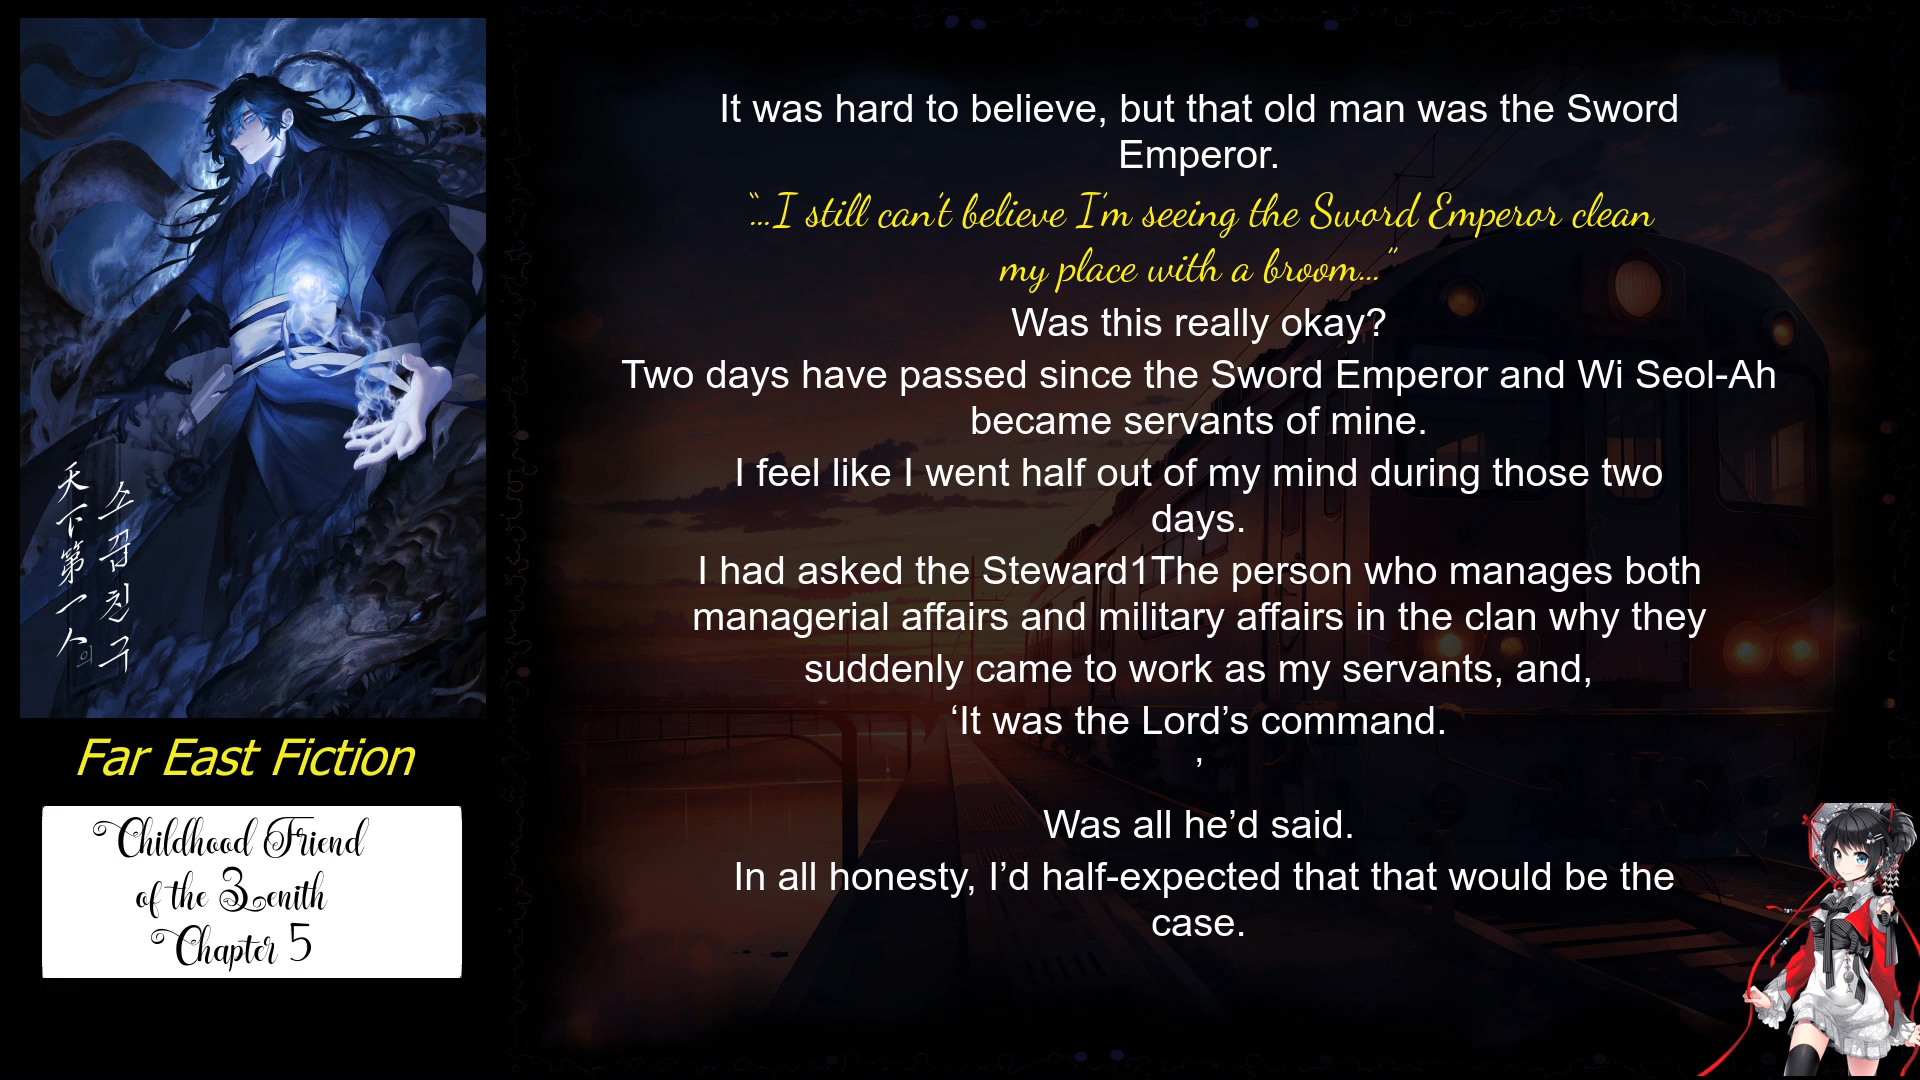 天下第一人의
소꿉친구
Far East Fiction
Childhood Friend
of the Zenith
Chapter 5
It was hard to believe, but that old man was the Sword
Emperor.
“...I still can’t believe I’m seeing the Sword Emperor clean
my place with a broom...”
Was this really okay?
Two days have passed since the Sword Emperor and Wi Seol-Ah
became servants of mine.
I feel like I went half out of my mind during those two
days.
I had asked the Steward1The person who manages both
managerial affairs and military affairs in the clan why they
suddenly came to work as my servants, and,
‘It was the Lord’s command.
’
Was all he’d said.
In all honesty, I’d half-expected that that would be the
case.